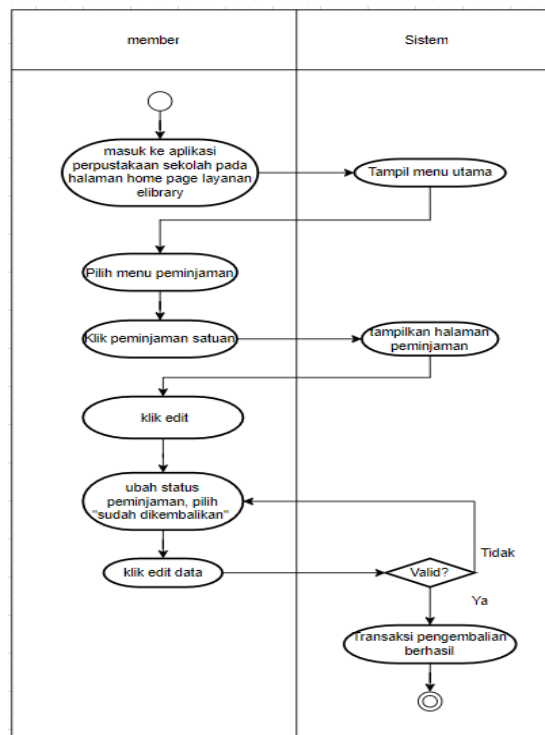 member
Sistem
masuk ke aplikasi
perpustakaan sekolah pada
halaman home page layanan
elibrary
Tampil menu utama
Pilih menu peminjaman
Klik peminjaman satuan
tampilkan halaman
peminjaman
klik edit
ubah status
peminjaman, pilih
"sudah dikembalikan"
klik edit data
Valid?
Tidak
Ya
Transaksi pengembalian
berhasil